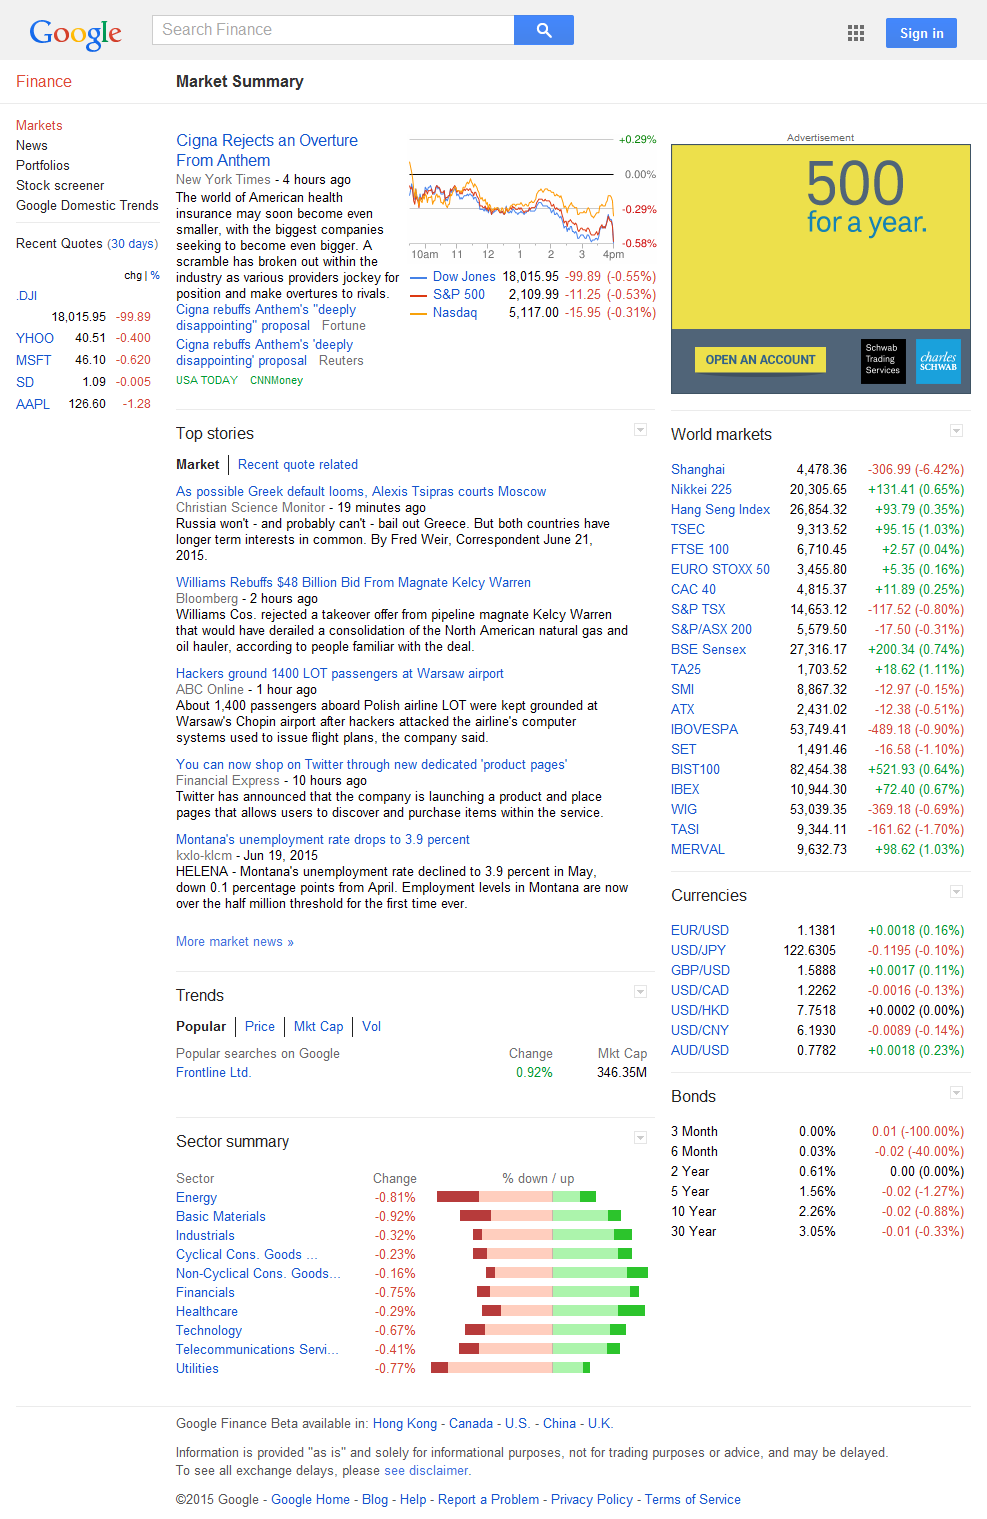 Google
Search Finance
Sign in
Finance
Market Summary
Markets
News
Portfolios
Stock screener
Google Domestic Trends
Recent Quotes (30 days)
chg | %
.DJI
18,015.95 -99.89
YHOO 40.51 -0.400
MSFT 46.10 -0.620
SD 1.09 -0.005
AAPL 126.60 -1.28
Cigna Rejects an Overture
From Anthem
New York Times - 4 hours ago
The world of American health
insurance may soon become even
smaller, with the biggest companies
seeking to become even bigger. A
scramble has broken out within the
industry as various providers jockey for
position and make overtures to rivals.
Cigna rebuffs Anthem's "deeply
disappointing" proposal Fortune
Cigna rebuffs Anthem's 'deeply
disappointing' proposal Reuters
USA TODAY CNNMoney
+0.29%
0.00%
-0.29%
-0.58%
10am 11 12 1 2 3 4pm
Dow Jones 18,015.95 -99.89 (-0.55%)
S&P 500 2,109.99 -11.25 (-0.53%)
Nasdaq 5,117.00 -15.95 (-0.31%)
Advertisement
500
for a year.
OPEN AN ACCOUNT
Schwab
Trading
Services
charles
SCHWAB
Top stories
Market Recent quote related
As possible Greek default looms, Alexis Tsipras courts Moscow
Christian Science Monitor - 19 minutes ago
Russia won't - and probably can't - bail out Greece. But both countries have
longer term interests in common. By Fred Weir, Correspondent June 21,
2015.
Williams Rebuffs $48 Billion Bid From Magnate Kelcy Warren
Bloomberg - 2 hours ago
Williams Cos. rejected a takeover offer from pipeline magnate Kelcy Warren
that would have derailed a consolidation of the North American natural gas and
oil hauler, according to people familiar with the deal.
Hackers ground 1400 LOT passengers at Warsaw airport
ABC Online - 1 hour ago
About 1,400 passengers aboard Polish airline LOT were kept grounded at
Warsaw's Chopin airport after hackers attacked the airline's computer
systems used to issue flight plans, the company said.
You can now shop on Twitter through new dedicated 'product pages'
Financial Express - 10 hours ago
Twitter has announced that the company is launching a product and place
pages that allows users to discover and purchase items within the service.
Montana's unemployment rate drops to 3.9 percent
kxlo-klcm - Jun 19, 2015
HELENA - Montana's unemployment rate declined to 3.9 percent in May,
down 0.1 percentage points from April. Employment levels in Montana are now
over the half million threshold for the first time ever.
More market news »
Trends
Popular Price Mkt Cap Vol
Popular searches on Google Change Mkt Cap
Frontline Ltd. 0.92% 346.35M
Sector summary
Sector Change % down / up
Energy -0.81%
Basic Materials -0.92%
Industrials -0.32%
Cyclical Cons. Goods ... -0.23%
Non-Cyclical Cons. Goods... -0.16%
Financials -0.75%
Healthcare -0.29%
Technology -0.67%
Telecommunications Servi... -0.41%
Utilities -0.77%
World markets
Shanghai 4,478.36 -306.99 (-6.42%)
Nikkei 225 20,305.65 +131.41 (0.65%)
Hang Seng Index 26,854.32 +93.79 (0.35%)
TSEC 9,313.52 +95.15 (1.03%)
FTSE 100 6,710.45 +2.57 (0.04%)
EURO STOXX 50 3,455.80 +5.35 (0.16%)
CAC 40 4,815.37 +11.89 (0.25%)
S&P TSX 14,653.12 -117.52 (-0.80%)
S&P/ASX 200 5,579.50 -17.50 (-0.31%)
BSE Sensex 27,316.17 +200.34 (0.74%)
TA25 1,703.52 +18.62 (1.11%)
SMI 8,867.32 -12.97 (-0.15%)
ATX 2,431.02 -12.38 (-0.51%)
IBOVESPA 53,749.41 -489.18 (-0.90%)
SET 1,491.46 -16.58 (-1.10%)
BIST100 82,454.38 +521.93 (0.64%)
IBEX 10,944.30 +72.40 (0.67%)
WIG 53,039.35 -369.18 (-0.69%)
TASI 9,344.11 -161.62 (-1.70%)
MERVAL 9,632.73 +98.62 (1.03%)
Currencies
EUR/USD 1.1381 +0.0018 (0.16%)
USD/JPY 122.6305 -0.1195 (-0.10%)
GBP/USD 1.5888 +0.0017 (0.11%)
USD/CAD 1.2262 -0.0016 (-0.13%)
USD/HKD 7.7518 +0.0002 (0.00%)
USD/CNY 6.1930 -0.0089 (-0.14%)
AUD/USD 0.7782 +0.0018 (0.23%)
Bonds
3 Month 0.00% 0.01 (-100.00%)
6 Month 0.03% -0.02 (-40.00%)
2 Year 0.61% 0.00 (0.00%)
5 Year 1.56% -0.02 (-1.27%)
10 Year 2.26% -0.02 (-0.88%)
30 Year 3.05% -0.01 (-0.33%)
Google Finance Beta available in: Hong Kong - Canada - U.S. - China - U.K.
Information is provided "as is" and solely for informational purposes, not for trading purposes or advice, and may be delayed.
To see all exchange delays, please see disclaimer.
©2015 Google - Google Home - Blog - Help - Report a Problem - Privacy Policy - Terms of Service